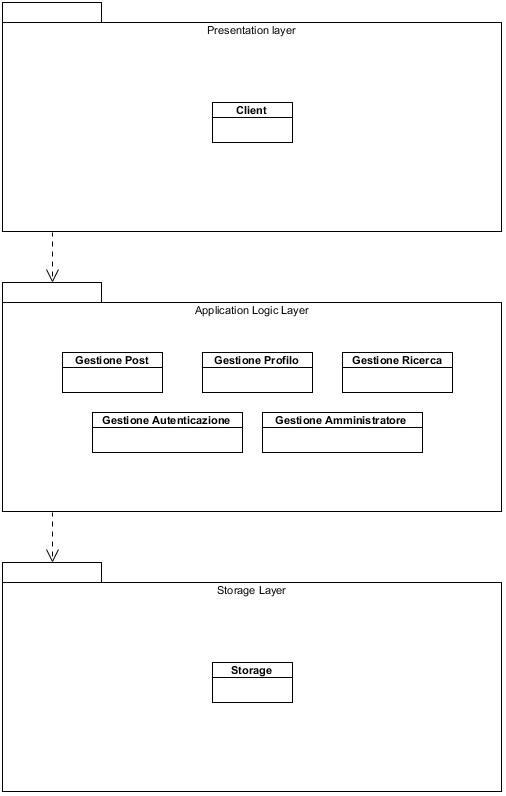 Presentation layer
Client
Application Logic Layer
Gestione Post
Gestione Profilo
Gestione Ricerca
Gestione Autenticazione
Gestione Amministratore
Storage Layer
Storage